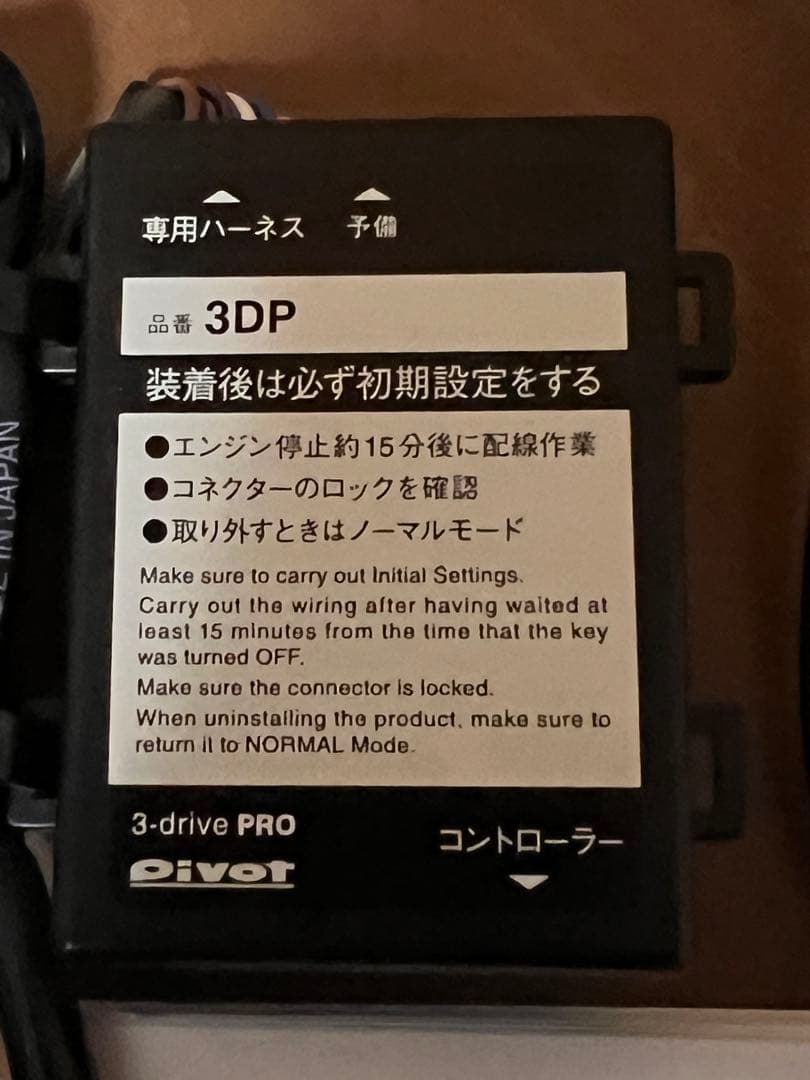 専用ハーネス 予備
品番 3DP
装着後は必ず初期設定をする
●エンジン停止約15分後に配線作業
●コネクターのロックを確認
●取り外すときはノーマルモード
Make sure to carry out Initial Settings.
Carry out the wiring after having waited at
least 15 minutes from the time that the key
was turned OFF.
Make sure the connector is locked.
When uninstalling the product, make sure to
return it to NORMAL Mode.
3-drive PRO
Pivot
コントローラー
IN JAPAN